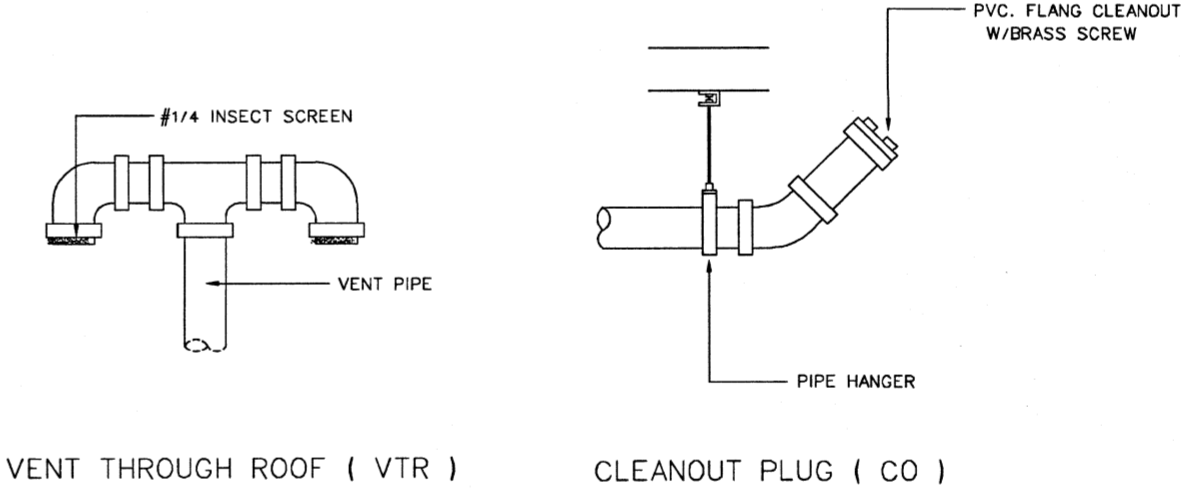 PVC. FLANG CLEANOUT
W/BRASS SCREW
#1/4 INSECT SCREEN
VENT PIPE
PIPE HANGER
VENT THROUGH ROOF ( VTR )
CLEANOUT PLUG ( CO )